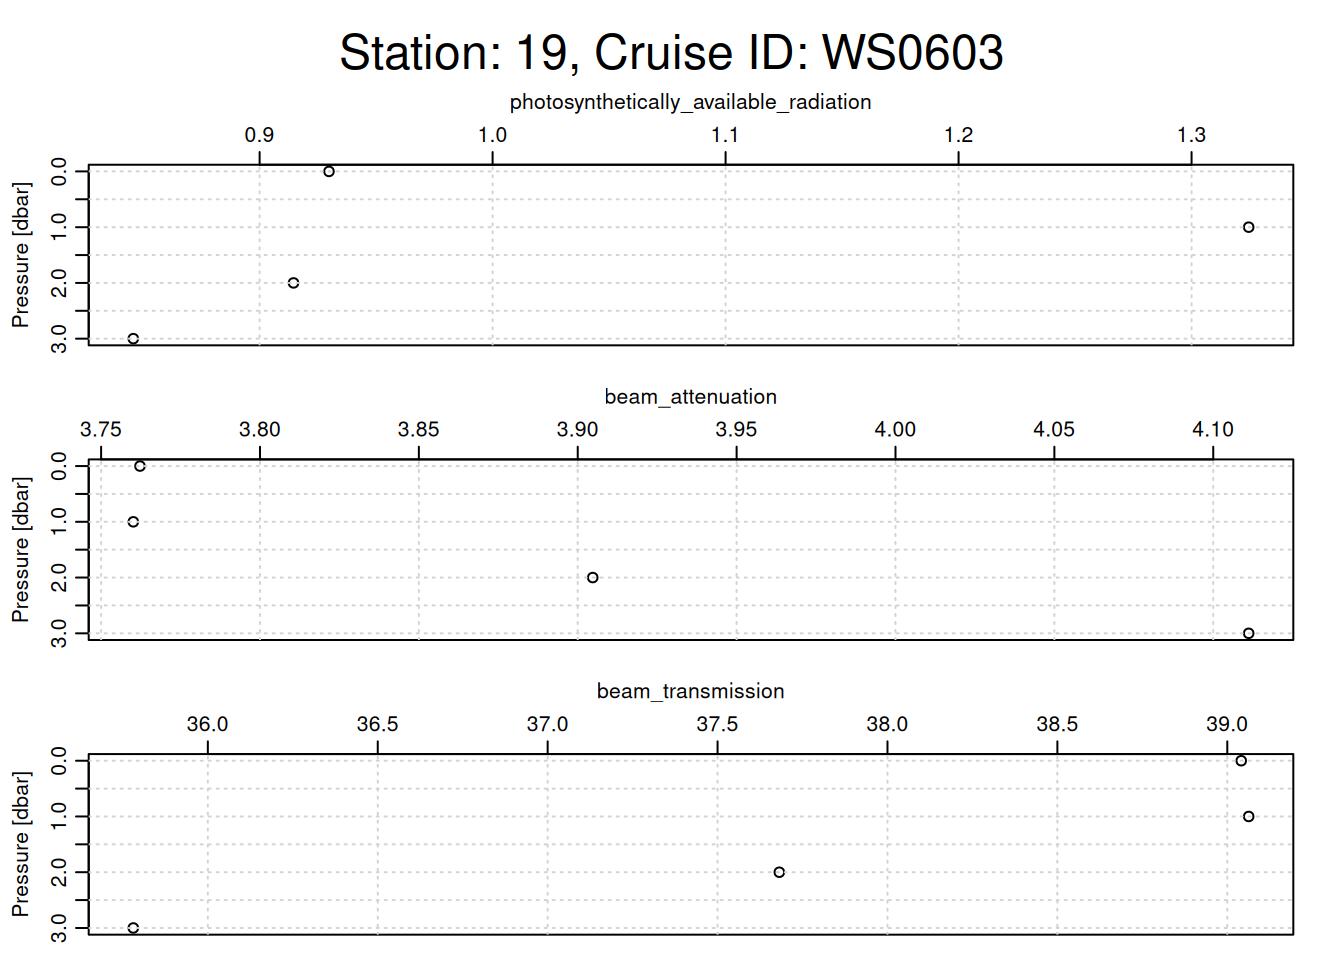 Station: 19, Cruise ID: WS0603
photosynthetically_available_radiation
0.9 1.0 1.1 1.2 1.3
Pressure [dbar]
0.0
1.0
2.0
3.0
beam_attenuation
3.75 3.80 3.85 3.90 3.95 4.00 4.05 4.10
Pressure [dbar]
0.0
1.0
2.0
3.0
beam_transmission
36.0 36.5 37.0 37.5 38.0 38.5 39.0
Pressure [dbar]
0.0
1.0
2.0
3.0